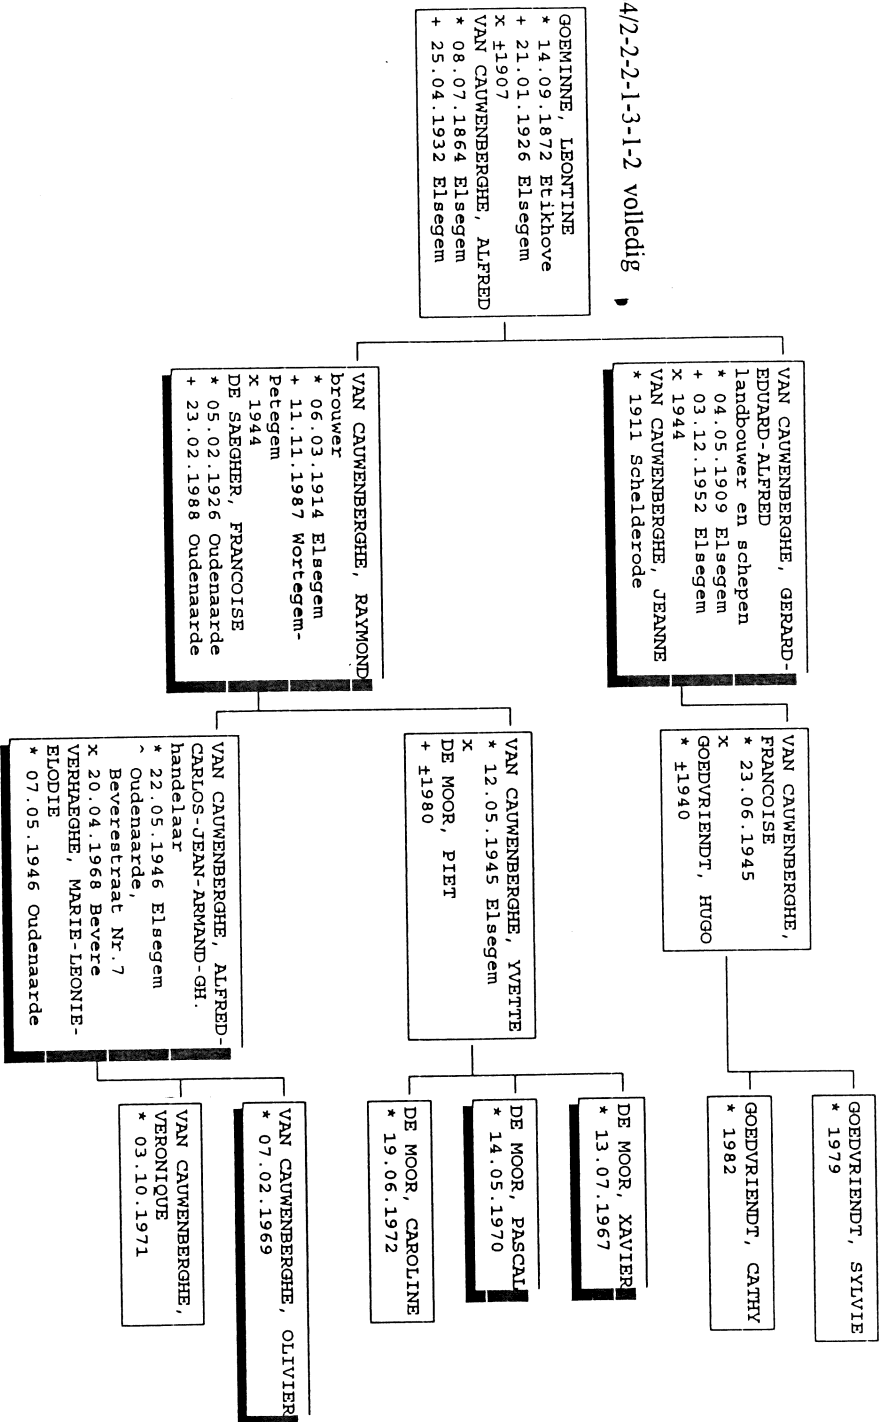 4/2-2-2-1-3-1-2 volledig
GOEMINNE, LEONTINE
* 14.09.1872 Etikhove
+ 21.01.1926 Elsegem
X ±1907
VAN CAUWENBERGHE, ALFRED
* 08.07.1864 Elsegem
+ 25.04.1932 Elsegem
VAN CAUWENBERGHE, GERARD-
EDUARD-ALFRED
landbouwer en schepen
* 04.05.1909 Elsegem
+ 03.12.1952 Elsegem
X 1944
VAN CAUWENBERGHE, JEANNE
* 1911 Schelderode
VAN CAUWENBERGHE,
FRANCOISE
* 23.06.1945
X
GOEDVRIENDT, HUGO
* ±1940
GOEDVRIENDT, SYLVIE
* 1979
GOEDVRIENDT, CATHY
* 1982
VAN CAUWENBERGHE, RAYMOND
brouwer
* 06.03.1914 Elsegem
+ 11.11.1987 Wortegem-
Petegem
X 1944
DE SAEGHER, FRANCOISE
* 05.02.1926 Oudenaarde
+ 23.02.1988 Oudenaarde
VAN CAUWENBERGHE, YVETTE
* 12.05.1945 Elsegem
X
DE MOOR, PIET
+ ±1980
DE MOOR, XAVIER
* 13.07.1967
DE MOOR, PASCAL
* 14.05.1970
DE MOOR, CAROLINE
* 19.06.1972
VAN CAUWENBERGHE, ALFRED-
CARLOS-JEAN-ARMAND-GH.
handelaar
* 22.05.1946 Elsegem
^ Oudenaarde,
Beverestraat Nr.7
X 20.04.1968 Bevere
VERHAEGHE, MARIE-LEONIE-
ELODIE
* 07.05.1946 Oudenaarde
VAN CAUWENBERGHE, OLIVIER
* 07.02.1969
VAN CAUWENBERGHE,
VERONIQUE
* 03.10.1971